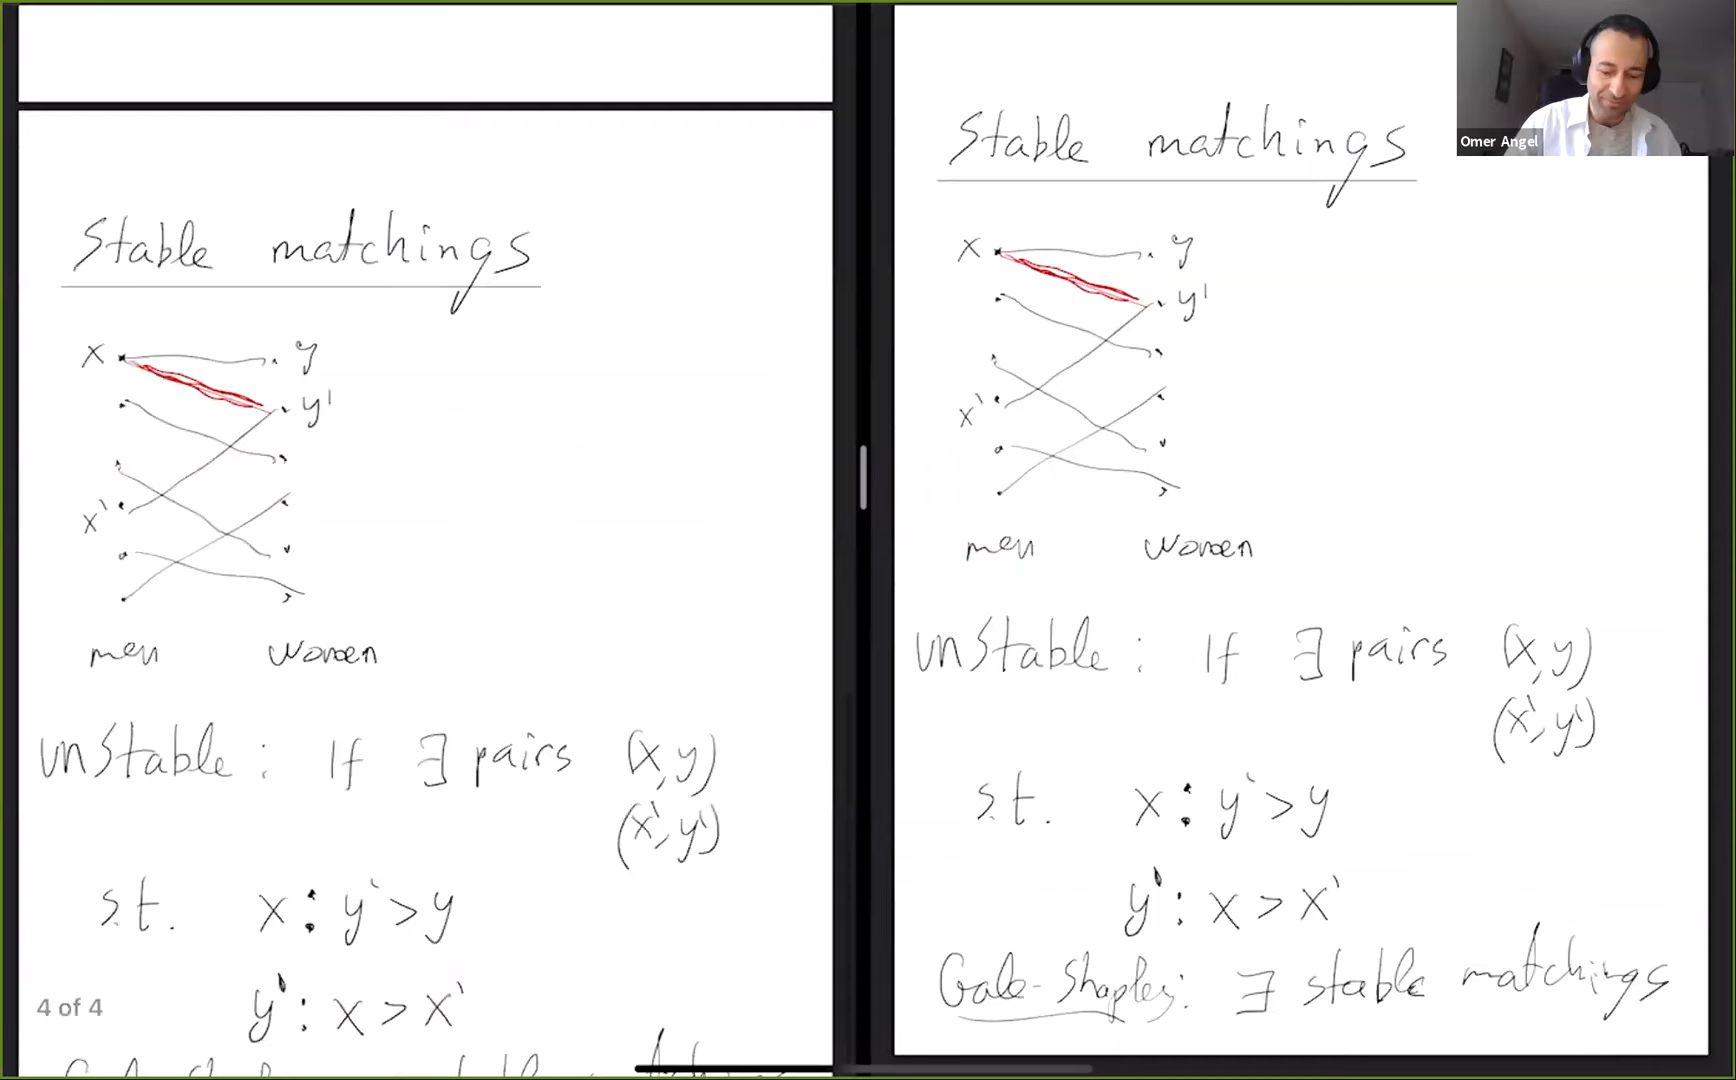 Stable matchings
x y
y'
x'
men women
unstable: If ∃ pairs (x,y)
(x',y')
s.t. x: y'>y
y': x>x'
4 of 4
Stable matchings
x y
y'
x'
men women
unstable: If ∃ pairs (x,y)
(x',y')
s.t. x: y'>y
y': x>x'
Gale-Shapley: ∃ stable matchings
Omer Angel